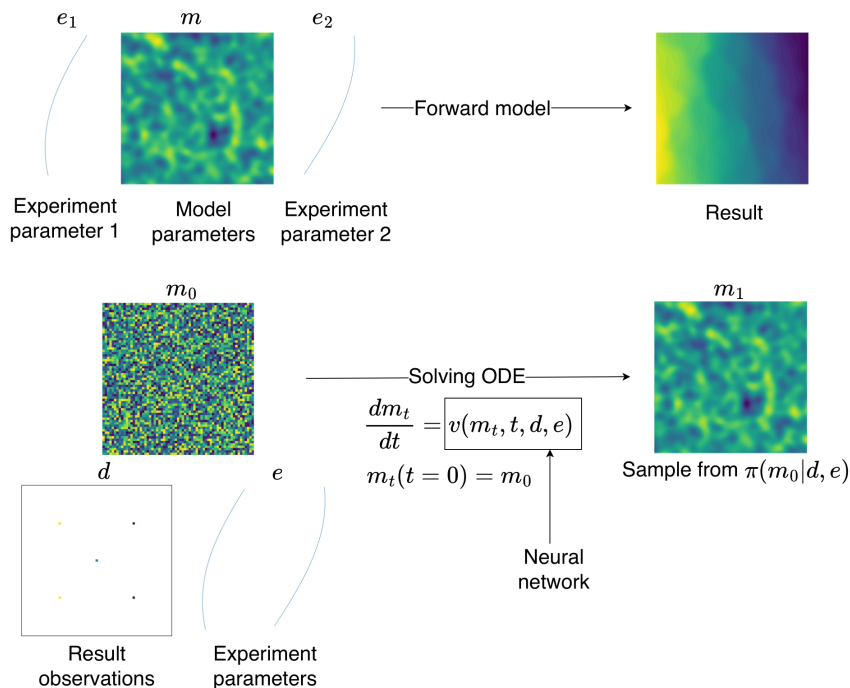 e₁
m
e₂
Forward model
Experiment
parameter 1
Model
parameters
Experiment
parameter 2
Result
m₀
m₁
Solving ODE
dmₜ/dt = v(mₜ, t, d, e)
mₜ(t = 0) = m₀
Sample from π(m₀|d, e)
d
e
Neural
network
Result
observations
Experiment
parameters